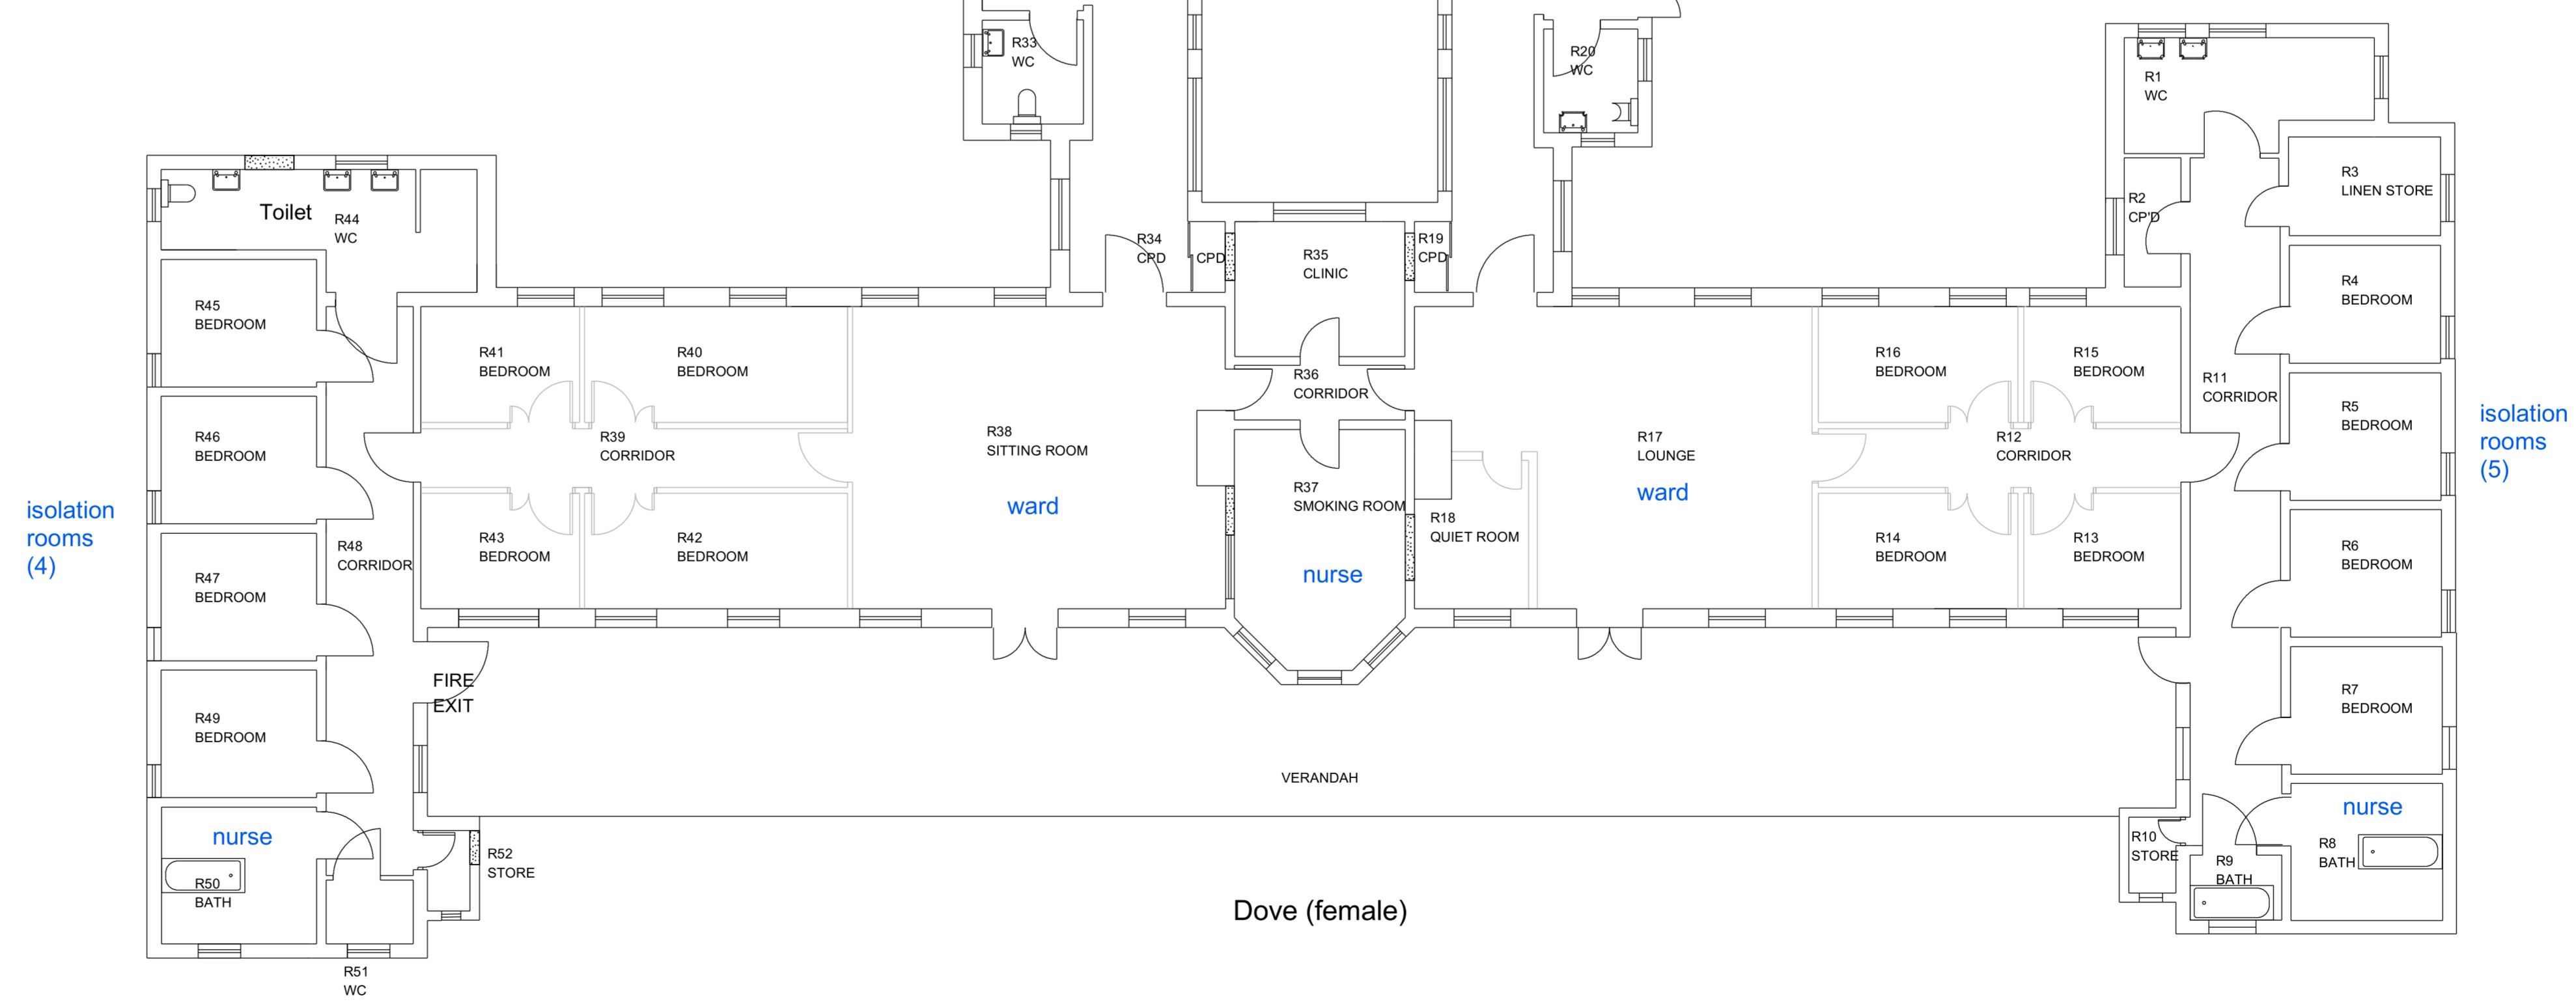 R33
WC
R20
WC
R1
WC
R3
LINEN STORE
R2
CP'D
Toilet
R44
WC
R34
CPD
CPD
R35
CLINIC
R19
CPD
R45
BEDROOM
R4
BEDROOM
R41
BEDROOM
R40
BEDROOM
R36
CORRIDOR
R16
BEDROOM
R15
BEDROOM
R11
CORRIDOR
R5
BEDROOM
isolation
rooms
(5)
R46
BEDROOM
R39
CORRIDOR
R38
SITTING ROOM
ward
R37
SMOKING ROOM
nurse
R17
LOUNGE
ward
R12
CORRIDOR
R18
QUIET ROOM
isolation
rooms
(4)
R48
CORRIDOR
R43
BEDROOM
R42
BEDROOM
R14
BEDROOM
R13
BEDROOM
R6
BEDROOM
R47
BEDROOM
FIRE
EXIT
R49
BEDROOM
R7
BEDROOM
VERANDAH
nurse
R50
BATH
R52
STORE
R51
WC
Dove (female)
R10
STORE
R9
BATH
nurse
R8
BATH